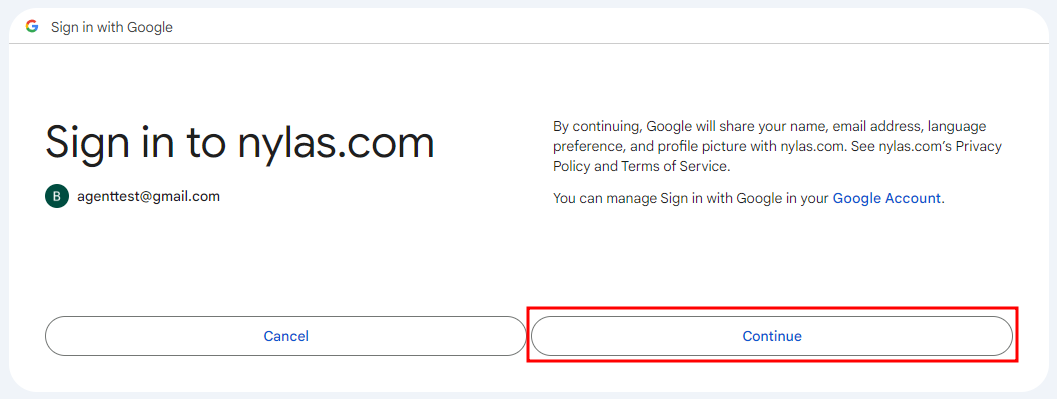 Sign in with Google
Sign in to nylas.com
B agenttest@gmail.com
By continuing, Google will share your name, email address, language
preference, and profile picture with nylas.com. See nylas.com's Privacy
Policy and Terms of Service.
You can manage Sign in with Google in your Google Account.
Cancel
Continue